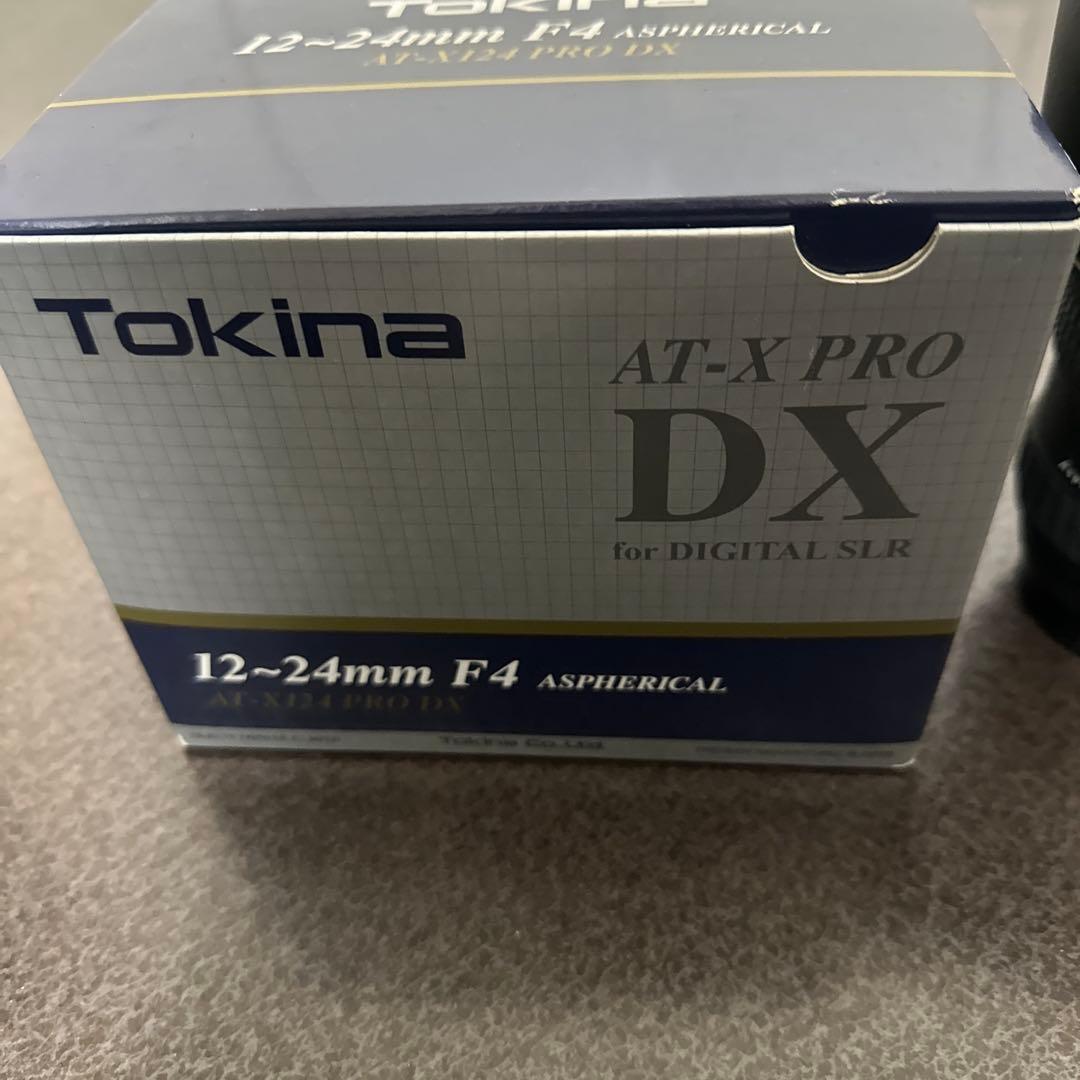 Tokina
12~24mm F4 ASPHERICAL
AT-X124 PRO DX
Tokina
AT-X PRO
DX
for DIGITAL SLR
12~24mm F4 ASPHERICAL
AT-X124 PRO DX
Tokina Co., Ltd.